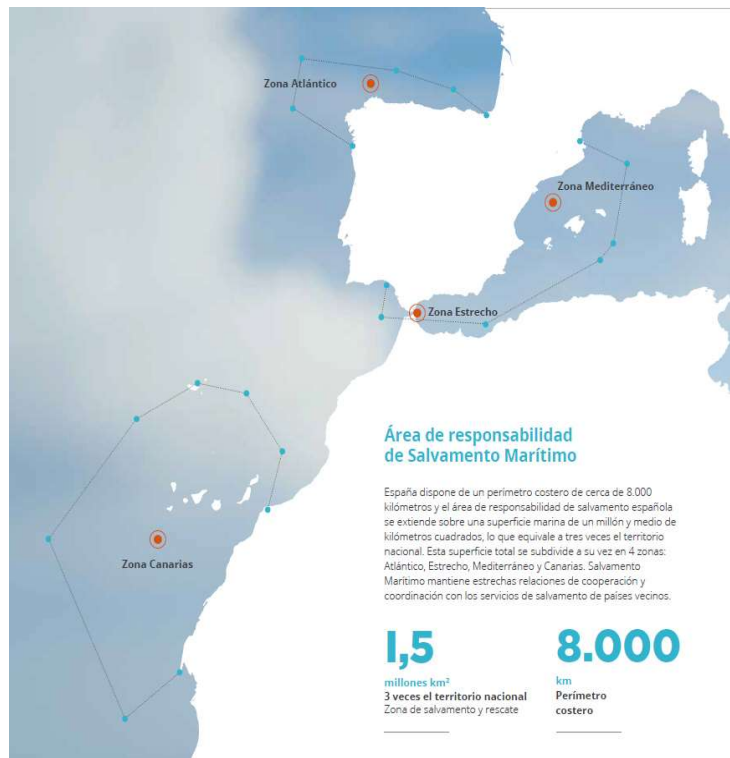 Zona Atlántico
Zona Mediterráneo
Zona Estrecho
Zona Canarias
Área de responsabilidad
de Salvamento Marítimo
España dispone de un perimetro costero de cerca de 8.000
kilómetros y el área de responsabilidad de salvamento española
se extiende sobre una superficie marina de un millón y medio de
kilómetros cuadrados, lo que equivale a tres veces el territorio
nacional. Esta superficie total se subdivide a su vez en 4 zonas:
Atlántico, Estrecho, Mediterráneo y Canarias. Salvamento
Marítimo mantiene estrechas relaciones de cooperación y
coordinación con los servicios de salvamento de países vecinos.
1,5
millones km²
3 veces el territorio nacional
Zona de salvamento y rescate
8.000
km
Perímetro
costero